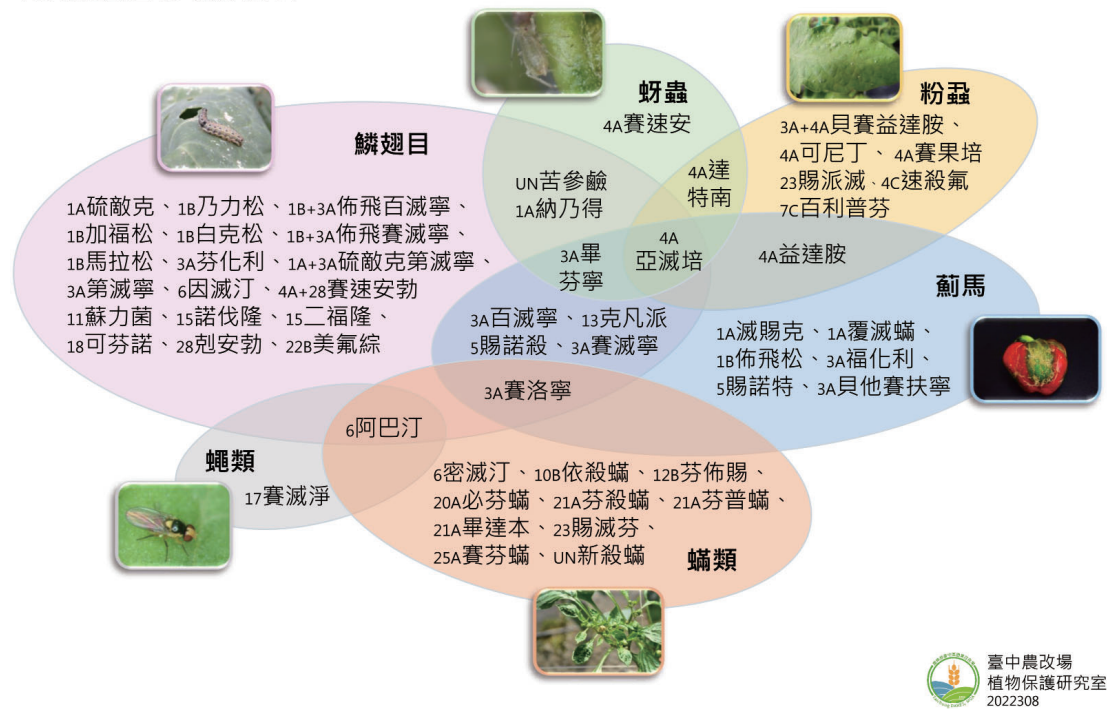 蚜蟲
4A賽速安
粉蝨
3A+4A貝賽益達胺、
4A可尼丁、4A賽果培
23賜派滅、4C速殺氟
7C百利普芬
鱗翅目
1A硫敵克、1B乃力松、1B+3A佈飛百滅寧、
1B加福松、1B白克松、1B+3A佈飛賽滅寧、
1B馬拉松、3A芬化利、1A+3A硫敵克第滅寧、
3A第滅寧、6因滅汀、4A+28賽速安勃
11蘇力菌、15諾伐隆、15二福隆、
18可芬諾、28剋安勃、22B美氟綜
UN苦參鹼
1A納乃得
4A達
特南
3A畢
芬寧
4A
亞滅培
4A益達胺
薊馬
1A滅賜克、1A覆滅蟎、
1B佈飛松、3A福化利、
5賜諾特、3A貝他賽扶寧
3A百滅寧、13克凡派
5賜諾殺、3A賽滅寧
3A賽洛寧
6阿巴汀
蠅類
17賽滅淨
6密滅汀、10B依殺蟎、12B芬佈賜、
20A必芬蟎、21A芬殺蟎、21A芬普蟎、
21A畢達本、23賜滅芬、
25A賽芬蟎、UN新殺蟎
蟎類
臺中農改場
植物保護研究室
2022308